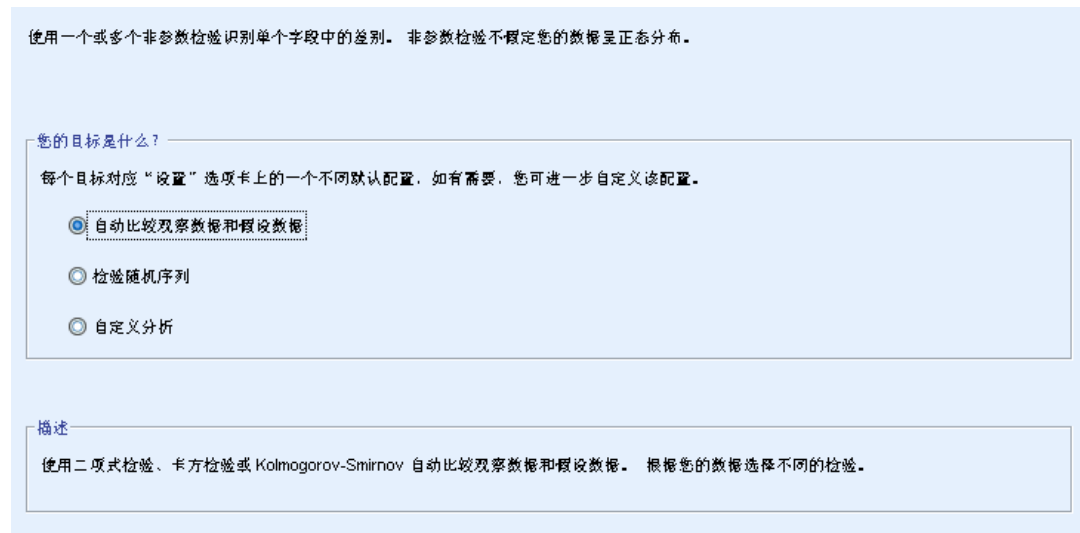 使用一个或多个非参数检验识别单个字段中的差别。 非参数检验不假定您的数据呈正态分布。
您的目标是什么?
每个目标对应“设置”选项卡上的一个不同默认配置，如有需要，您可进一步自定义该配置。
自动比较观察数据和假设数据
检验随机序列
自定义分析
描述
使用二项式检验、卡方检验或 Kolmogorov-Smirnov 自动比较观察数据和假设数据。 根据您的数据选择不同的检验。